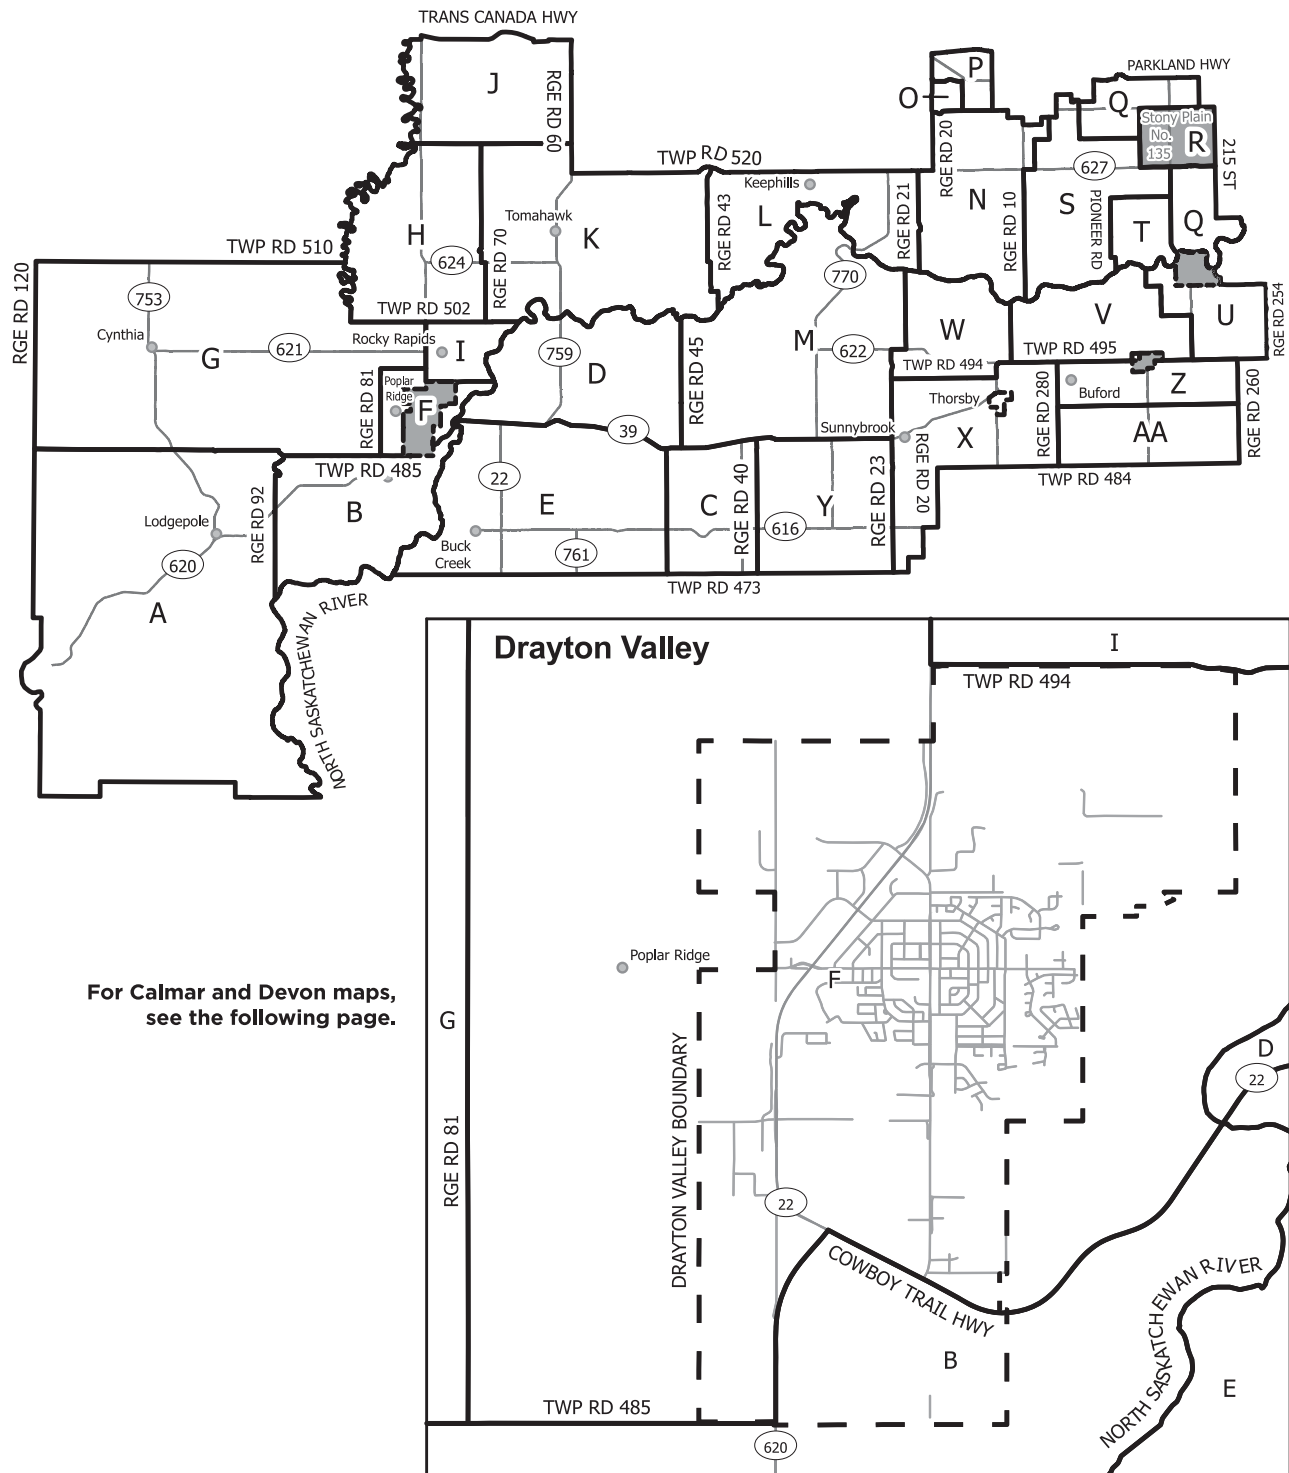 TRANS CANADA HWY
J
RGE RD 60
P
O
PARKLAND HWY
Q
Stony Plain
No.
135
R
215 ST
TWP RD 520
RGE RD 20
627
Keephills
RGE RD 43
L
RGE RD 21
N
RGE RD 10
S
PIONEER RD
T
Q
H
Tomahawk
K
RGE RD 70
624
TWP RD 510
RGE RD 120
753
770
TWP RD 502
Cynthia
G
621
Rocky Rapids
I
759
D
RGE RD 45
M
622
W
TWP RD 494
V
TWP RD 495
U
RGE RD 254
RGE RD 81
Poplar
Ridge
F
Thorsby
RGE RD 280
Buford
Z
RGE RD 260
39
Sunnybrook
X
AA
TWP RD 485
22
RGE RD 20
TWP RD 484
Lodgepole
RGE RD 92
B
E
C
RGE RD 40
Y
RGE RD 23
616
620
Buck
Creek
761
TWP RD 473
A
NORTH SASKATCHEWAN RIVER
Drayton Valley
I
TWP RD 494
Poplar Ridge
F
For Calmar and Devon maps,
see the following page.
G
RGE RD 81
DRAYTON VALLEY BOUNDARY
D
22
22
COWBOY TRAIL HWY
NORTH SASKATCHEWAN RIVER
B
E
TWP RD 485
620